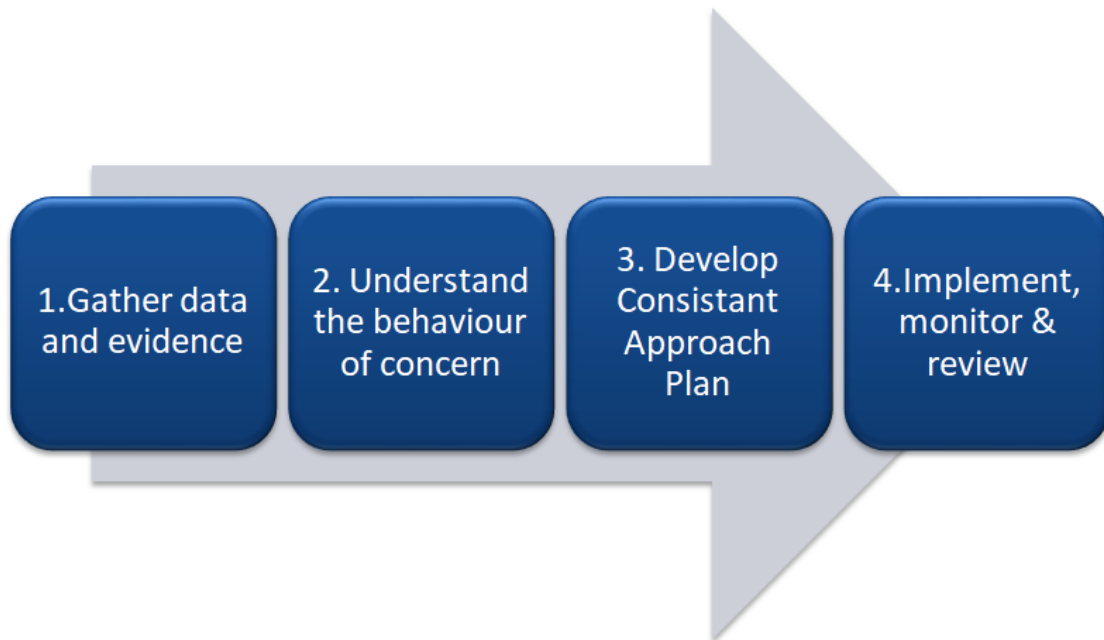 1.Gather data
and evidence
2. Understand
the behaviour
of concern
3. Develop
Consistant
Approach
Plan
4.Implement,
monitor &
review